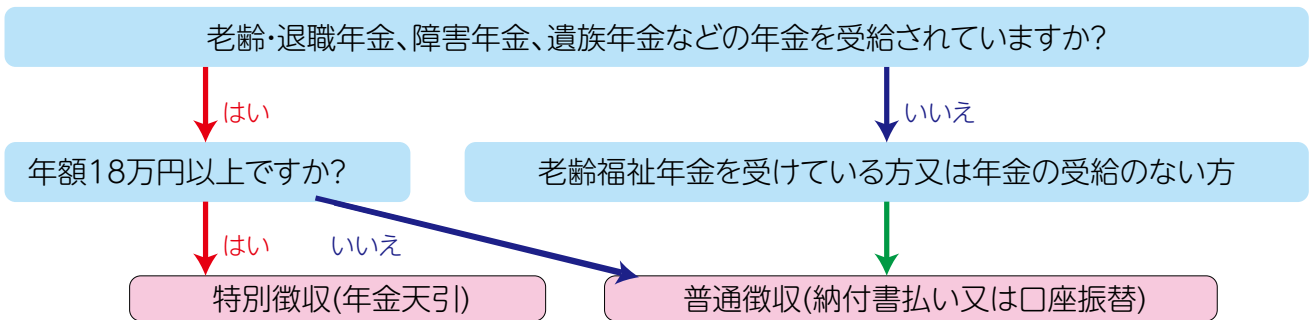 老齢・退職年金、障害年金、遺族年金などの年金を受給されていますか?
はい
いいえ
年額18万円以上ですか?
老齢福祉年金を受けている方又は年金の受給のない方
はい
いいえ
特別徴収(年金天引)
普通徴収(納付書払い又は口座振替)